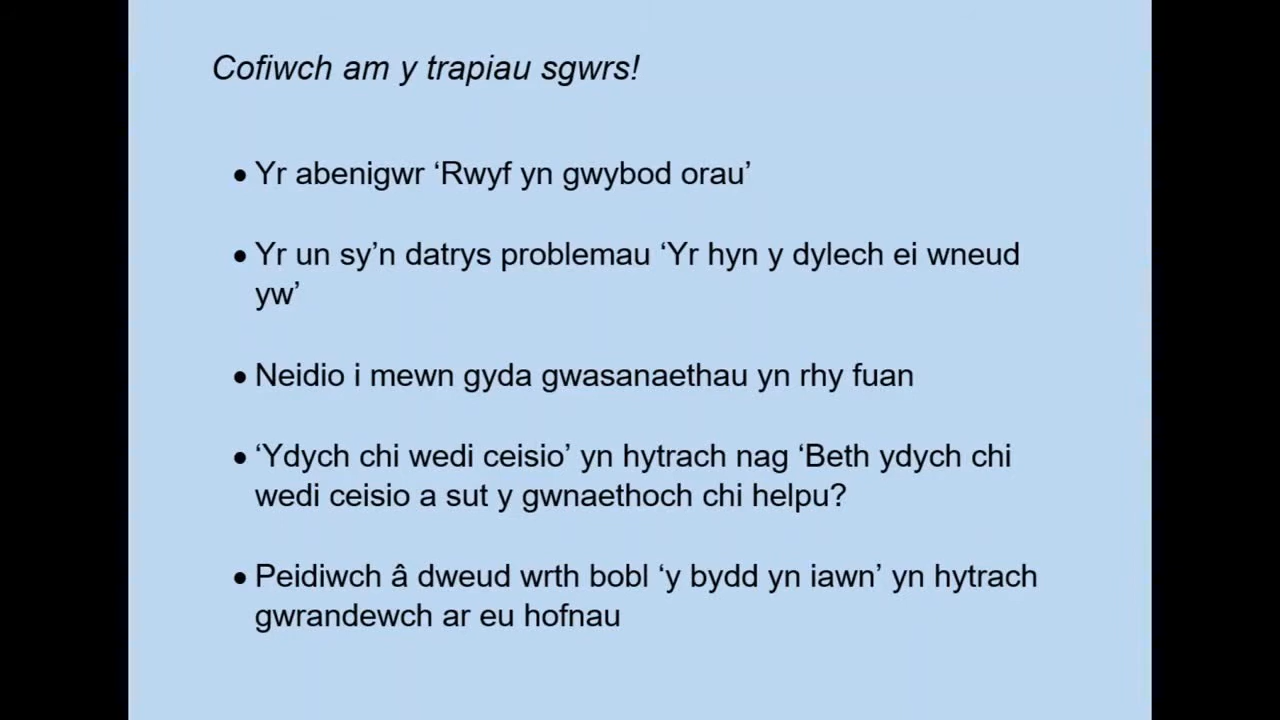 Cofiwch am y trapiau sgwrs!
• Yr abenigwr ‘Rwyf yn gwybod orau’
• Yr un sy’n datrys problemau ‘Yr hyn y dylech ei wneud
yw’
• Neidio i mewn gyda gwasanaethau yn rhy fuan
• ‘Ydych chi wedi ceisio’ yn hytrach nag ‘Beth ydych chi
wedi ceisio a sut y gwnaethoch chi helpu?
• Peidiwch â dweud wrth bobl ‘y bydd yn iawn’ yn hytrach
gwrandewch ar eu hofnau